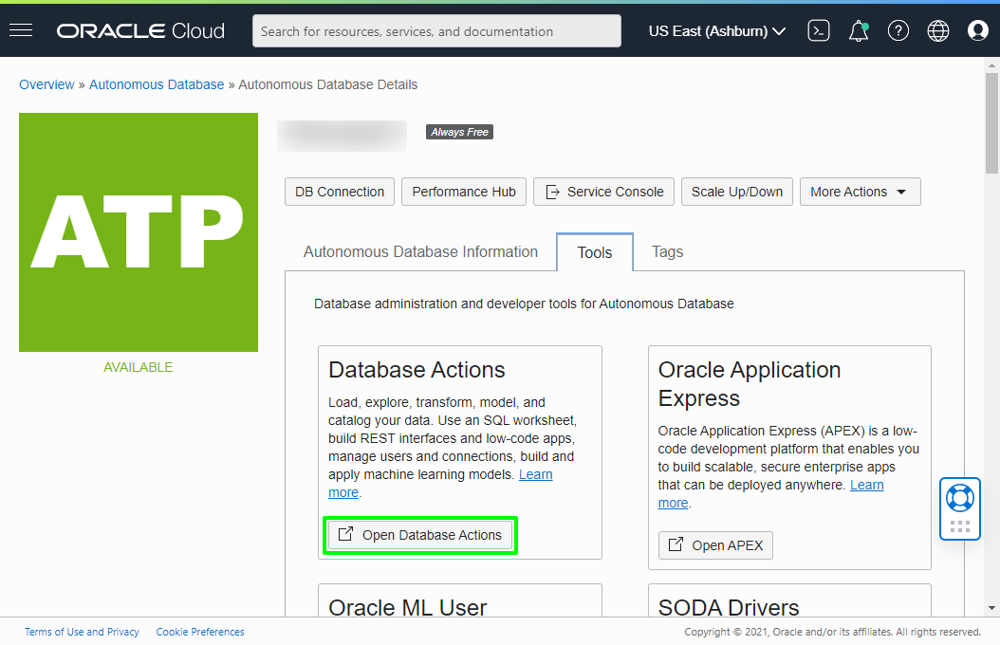 ORACLE Cloud
Search for resources, services, and documentation
US East (Ashburn)
Overview » Autonomous Database » Autonomous Database Details
ATP
AVAILABLE
Always Free
DB Connection
Performance Hub
Service Console
Scale Up/Down
More Actions
Autonomous Database Information
Tools
Tags
Database administration and developer tools for Autonomous Database
Database Actions
Load, explore, transform, model, and
catalog your data. Use an SQL worksheet,
build REST interfaces and low-code apps,
manage users and connections, build and
apply machine learning models. Learn
more.
Open Database Actions
Oracle Application
Express
Oracle Application Express (APEX) is a low-
code development platform that enables you
to build scalable, secure enterprise apps
that can be deployed anywhere. Learn
more.
Open APEX
Oracle ML User
SODA Drivers
Terms of Use and Privacy
Cookie Preferences
Copyright © 2021, Oracle and/or its affiliates. All rights reserved.